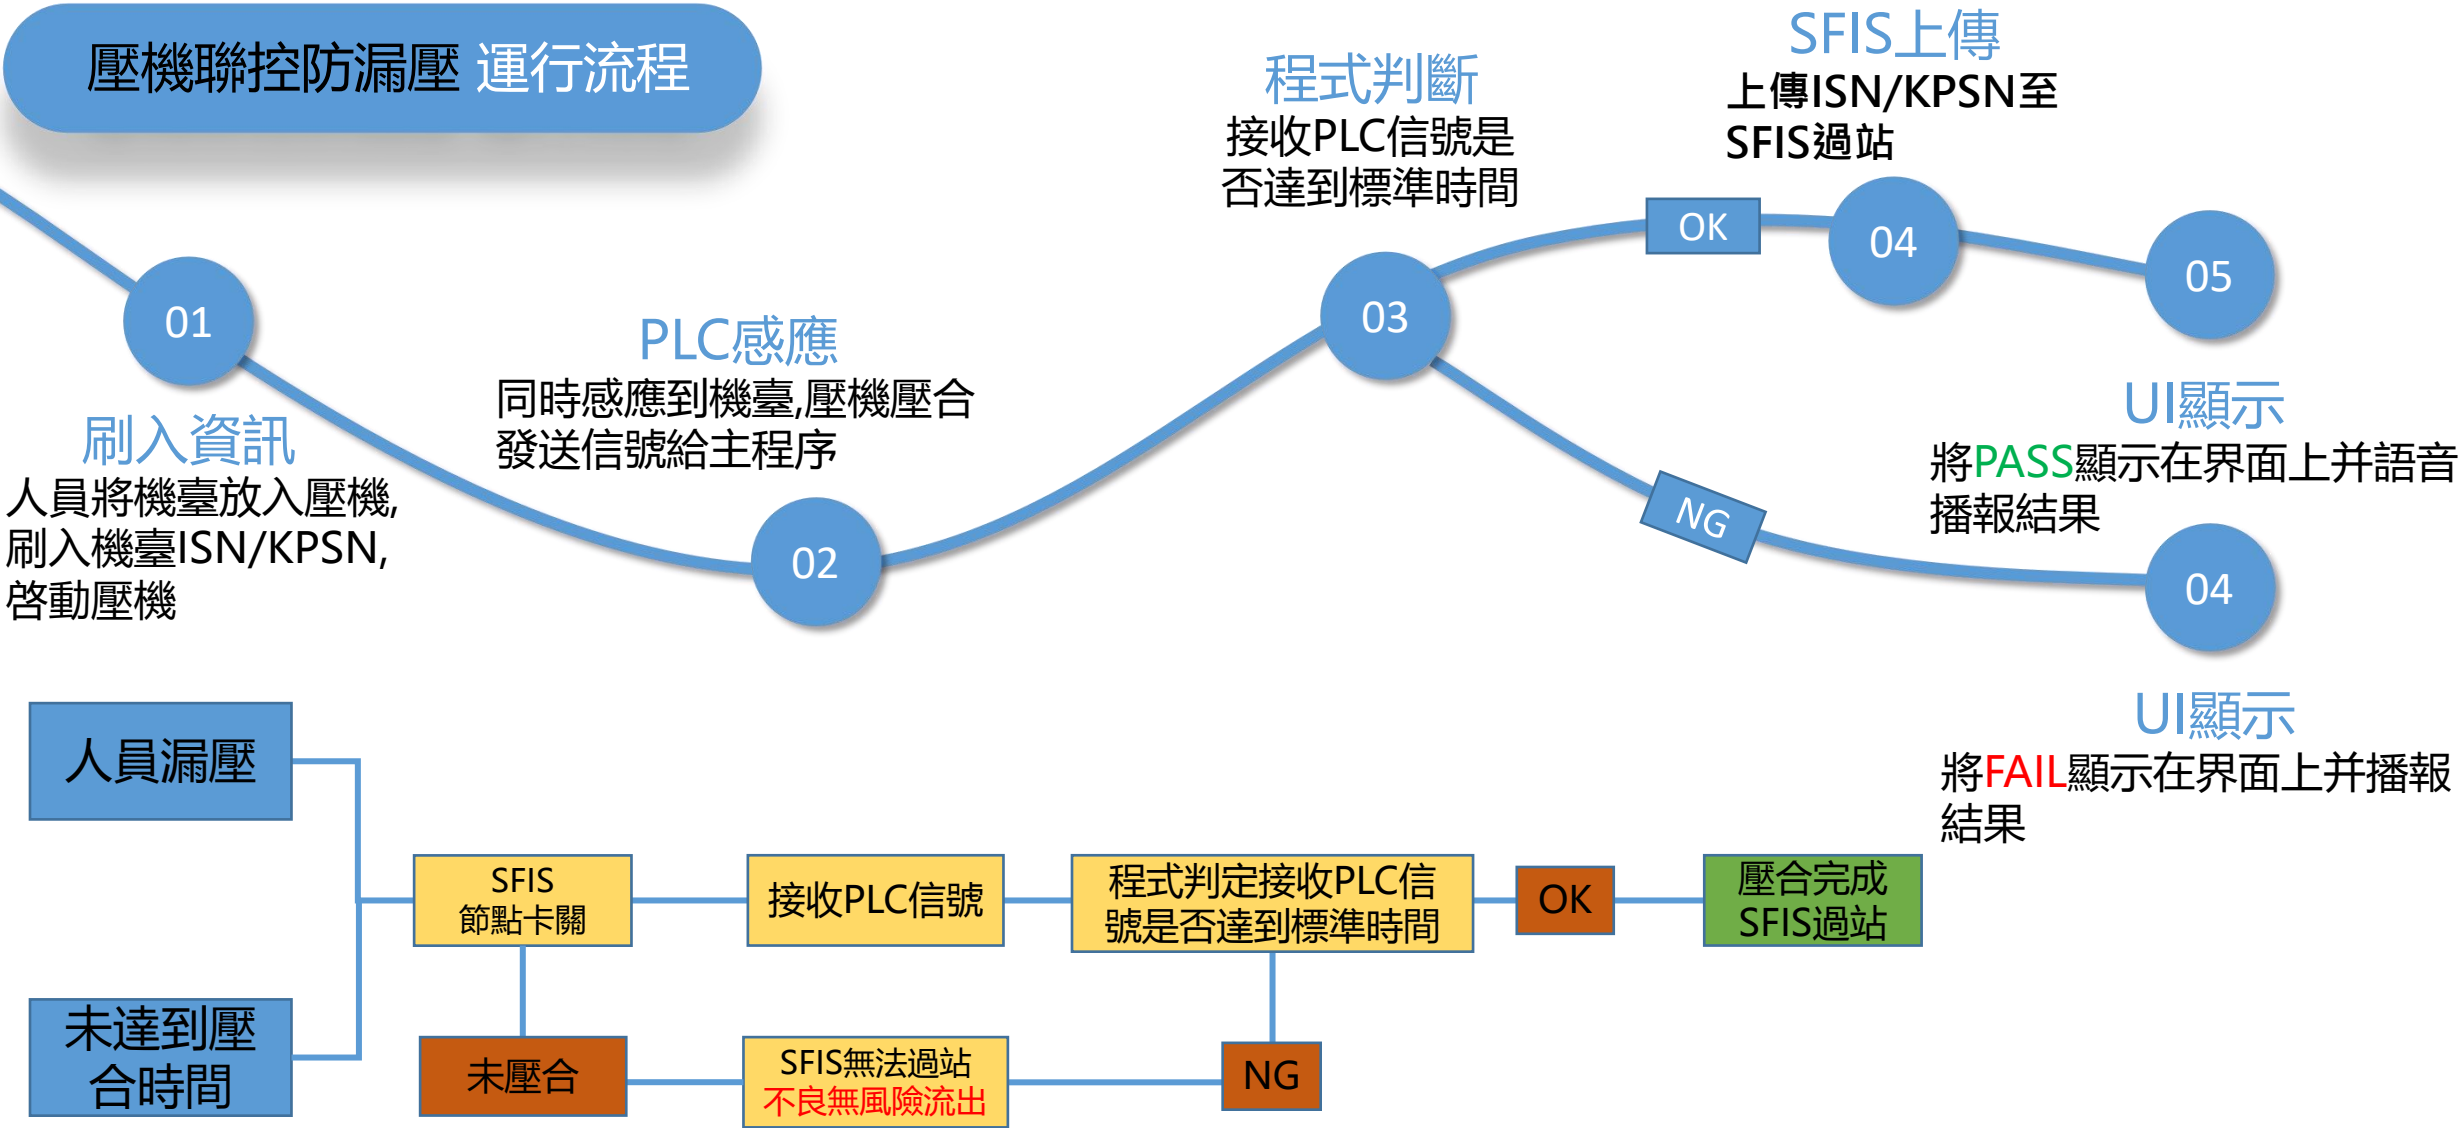 壓機聯控防漏壓 運行流程
01
刷入資訊
人員將機臺放入壓機,
刷入機臺ISN/KPSN,
啓動壓機
PLC感應
同時感應到機臺,壓機壓合
發送信號給主程序
02
程式判斷
接收PLC信號是
否達到標準時間
03
OK
NG
SFIS上傳
上傳ISN/KPSN至
SFIS過站
04
05
UI顯示
將PASS顯示在界面上并語音
播報結果
04
UI顯示
將FAIL顯示在界面上并播報
結果
人員漏壓
未達到壓
合時間
SFIS
節點卡關
接收PLC信號
程式判定接收PLC信
號是否達到標準時間
OK
壓合完成
SFIS過站
未壓合
SFIS無法過站
不良無風險流出
NG